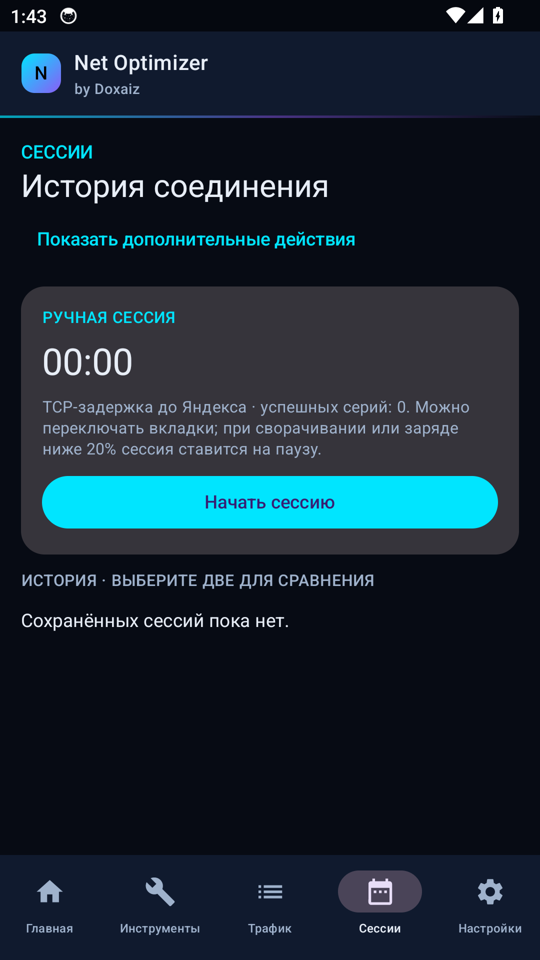 1:43
N
Net Optimizer
by Doxaiz
СЕССИИ
История соединения
Показать дополнительные действия
РУЧНАЯ СЕССИЯ
00:00
TCP-задержка до Яндекса · успешных серий: 0. Можно
переключать вкладки; при сворачивании или заряде
ниже 20% сессия ставится на паузу.
Начать сессию
ИСТОРИЯ · ВЫБЕРИТЕ ДВЕ ДЛЯ СРАВНЕНИЯ
Сохранённых сессий пока нет.
Главная
Инструменты
Трафик
Сессии
Настройки